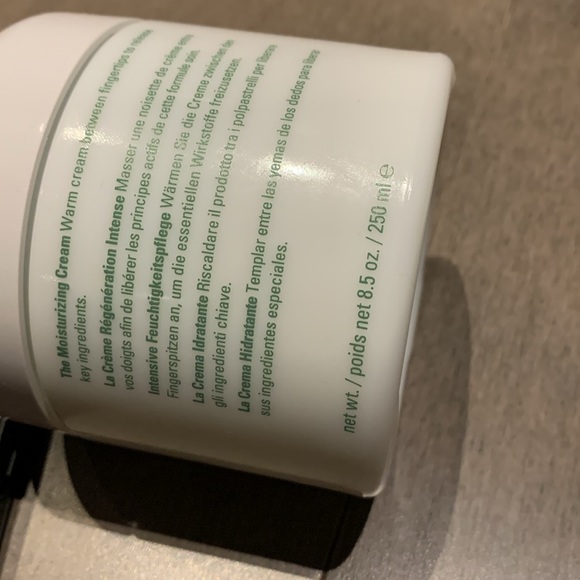 The Moisturizing Cream Warm cream between fingertips to release
key ingredients.
La Crème Régénération Intense Masser une noisette de crème entre
vos doigts afin de libérer les principes actifs de cette formule soin.
Intensive Feuchtigkeitspflege Wärmen Sie die Creme zwischen den
Fingerspitzen an, um die essentiellen Wirkstoffe freizusetzen.
La Crema Idratante Riscaldare il prodotto tra i polpastrelli per liberare
gli ingredienti chiave.
La Crema Hidratante Templar entre las yemas de los dedos para liberar
sus ingredientes especiales.
net wt. / poids net 8.5 oz. / 250 ml ℮